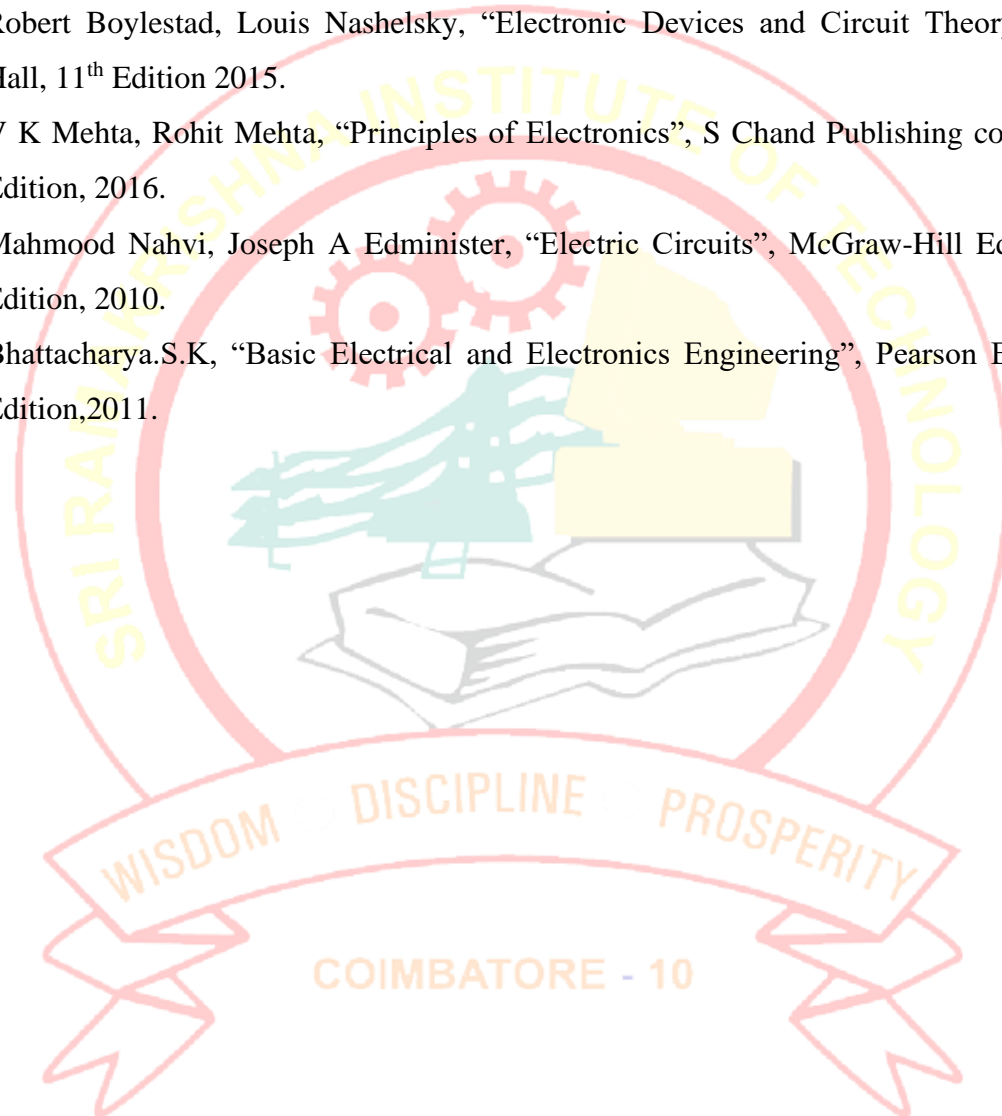 Robert Boylestad, Louis Nashelsky, “Electronic Devices and Circuit Theory
Hall, 11th Edition 2015.
V K Mehta, Rohit Mehta, “Principles of Electronics”, S Chand Publishing co
Edition, 2016.
Mahmood Nahvi, Joseph A Edminister, “Electric Circuits”, McGraw-Hill Ed
Edition, 2010.
Bhattacharya.S.K, “Basic Electrical and Electronics Engineering”, Pearson E
Edition,2011.
SRI RAMAKRISHNA INSTITUTE OF TECHNOLOGY
WISDOM DISCIPLINE PROSPERITY
COIMBATORE - 10